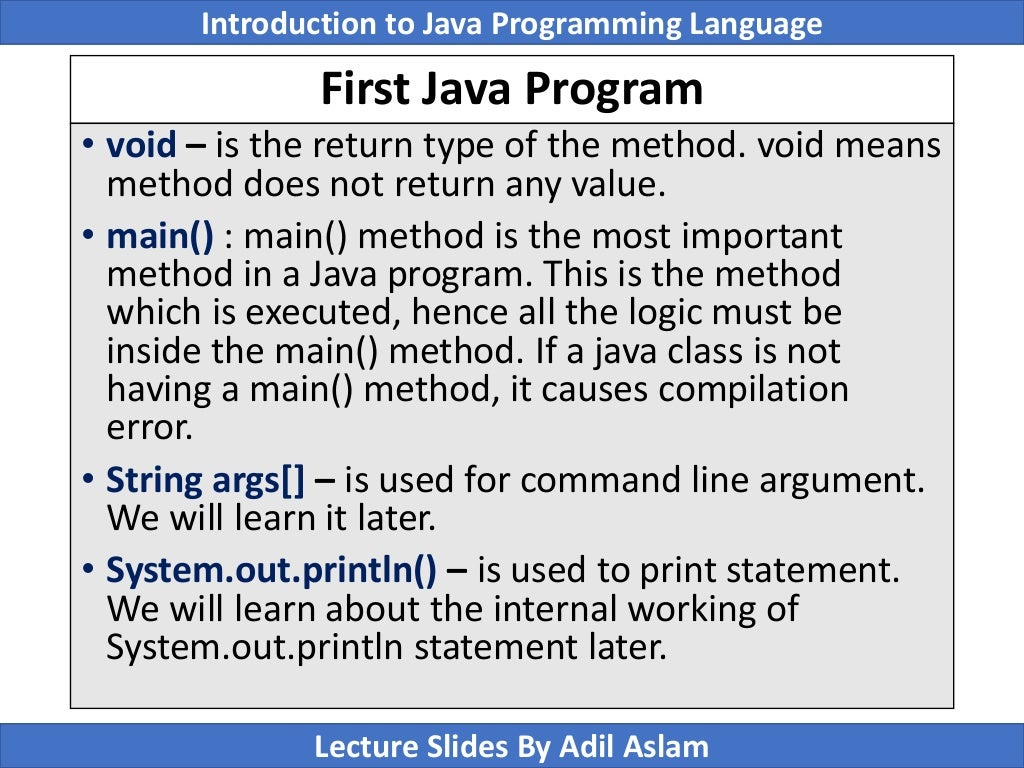 Introduction to Java Programming Language
First Java Program
• void – is the return type of the method. void means
method does not return any value.
• main() : main() method is the most important
method in a Java program. This is the method
which is executed, hence all the logic must be
inside the main() method. If a java class is not
having a main() method, it causes compilation
error.
• String args[] – is used for command line argument.
We will learn it later.
• System.out.println() – is used to print statement.
We will learn about the internal working of
System.out.println statement later.
Lecture Slides By Adil Aslam